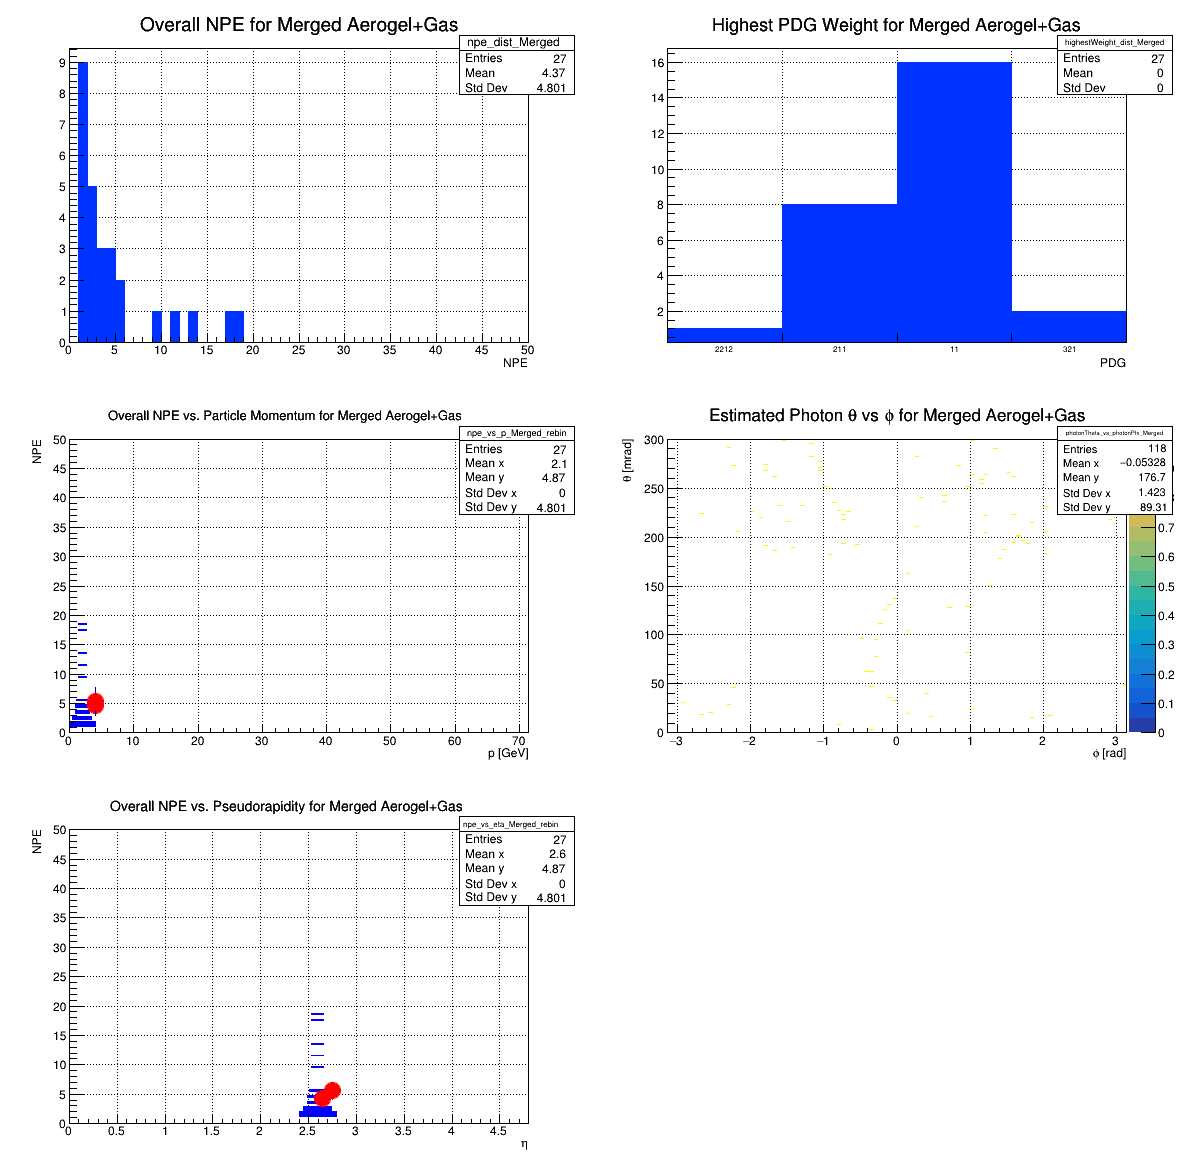 Overall NPE for Merged Aerogel+Gas
npe_dist_Merged
Entries 27
Mean 4.37
Std Dev 4.801
9
8
7
6
5
4
3
2
1
0
0 5 10 15 20 25 30 35 40 45 50
NPE
Highest PDG Weight for Merged Aerogel+Gas
highestWeight_dist_Merged
Entries 27
Mean 0
Std Dev 0
16
14
12
10
8
6
4
2
2212 211 11 321
PDG
Overall NPE vs. Particle Momentum for Merged Aerogel+Gas
npe_vs_p_Merged_rebin
Entries 27
Mean x 2.1
Mean y 4.87
Std Dev x 0
Std Dev y 4.801
NPE
50
45
40
35
30
25
20
15
10
5
0
0 10 20 30 40 50 60 70
p [GeV]
Estimated Photon θ vs ϕ for Merged Aerogel+Gas
photonTheta_vs_photonPhi_Merged
Entries 118
Mean x −0.05328
Mean y 176.7
Std Dev x 1.423
Std Dev y 89.31
θ [mrad]
300
250
200
150
100
50
0
−3 −2 −1 0 1 2 3
ϕ [rad]
0.7
0.6
0.5
0.4
0.3
0.2
0.1
0
Overall NPE vs. Pseudorapidity for Merged Aerogel+Gas
npe_vs_eta_Merged_rebin
Entries 27
Mean x 2.6
Mean y 4.87
Std Dev x 0
Std Dev y 4.801
NPE
50
45
40
35
30
25
20
15
10
5
0
0 0.5 1 1.5 2 2.5 3 3.5 4 4.5
η